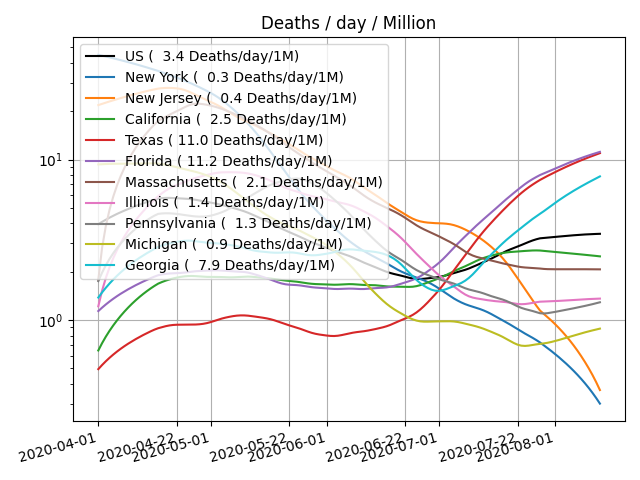 Deaths / day / Million
US (  3.4 Deaths/day/1M)
New York (  0.3 Deaths/day/1M)
New Jersey (  0.4 Deaths/day/1M)
California (  2.5 Deaths/day/1M)
Texas ( 11.0 Deaths/day/1M)
Florida ( 11.2 Deaths/day/1M)
Massachusetts (  2.1 Deaths/day/1M)
Illinois (  1.4 Deaths/day/1M)
Pennsylvania (  1.3 Deaths/day/1M)
Michigan (  0.9 Deaths/day/1M)
Georgia (  7.9 Deaths/day/1M)
10¹
10⁰
2020-04-01
2020-04-22
2020-05-01
2020-05-22
2020-06-01
2020-06-22
2020-07-01
2020-07-22
2020-08-01